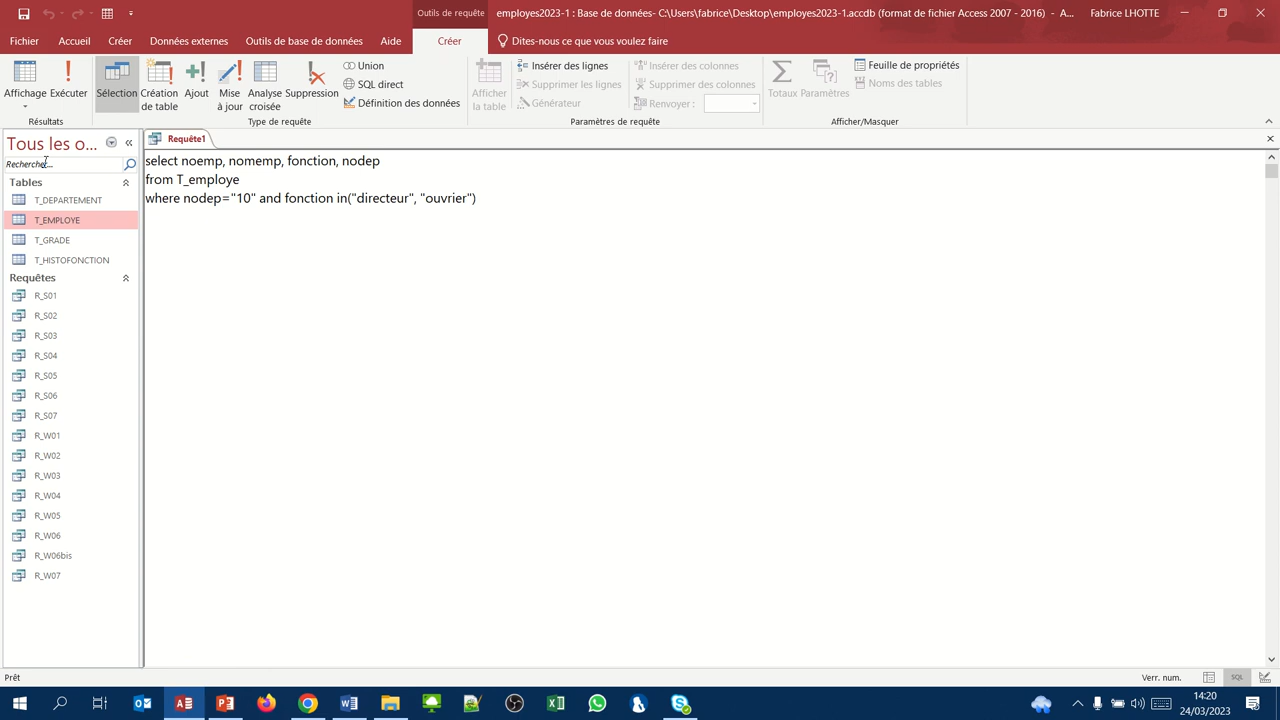 Outils de requête
employes2023-1 : Base de données- C:\Users\fabrice\Desktop\employes2023-1.accdb (format de fichier Access 2007 - 2016) - A...
Fabrice LHOTTE
Fichier
Accueil
Créer
Données externes
Outils de base de données
Aide
Créer
Dites-nous ce que vous voulez faire
Affichage
Exécuter
Résultats
Sélection
Création de table
Ajout
Mise à jour
Analyse croisée
Suppression
Union
SQL direct
Définition des données
Type de requête
Afficher la table
Insérer des lignes
Supprimer les lignes
Générateur
Insérer des colonnes
Supprimer des colonnes
Renvoyer :
Paramètres de requête
Totaux
Paramètres
Feuille de propriétés
Noms des tables
Afficher/Masquer
Tous les o...
Tables
T_DEPARTEMENT
T_EMPLOYE
T_GRADE
T_HISTOFONCTION
Requêtes
R_S01
R_S02
R_S03
R_S04
R_S05
R_S06
R_S07
R_W01
R_W02
R_W03
R_W04
R_W05
R_W06
R_W06bis
R_W07
Requête1
select noemp, nomemp, fonction, nodep
from T_employe
where nodep="10" and fonction in("directeur", "ouvrier")
Prêt
Verr. num.
SQL
14:20
24/03/2023